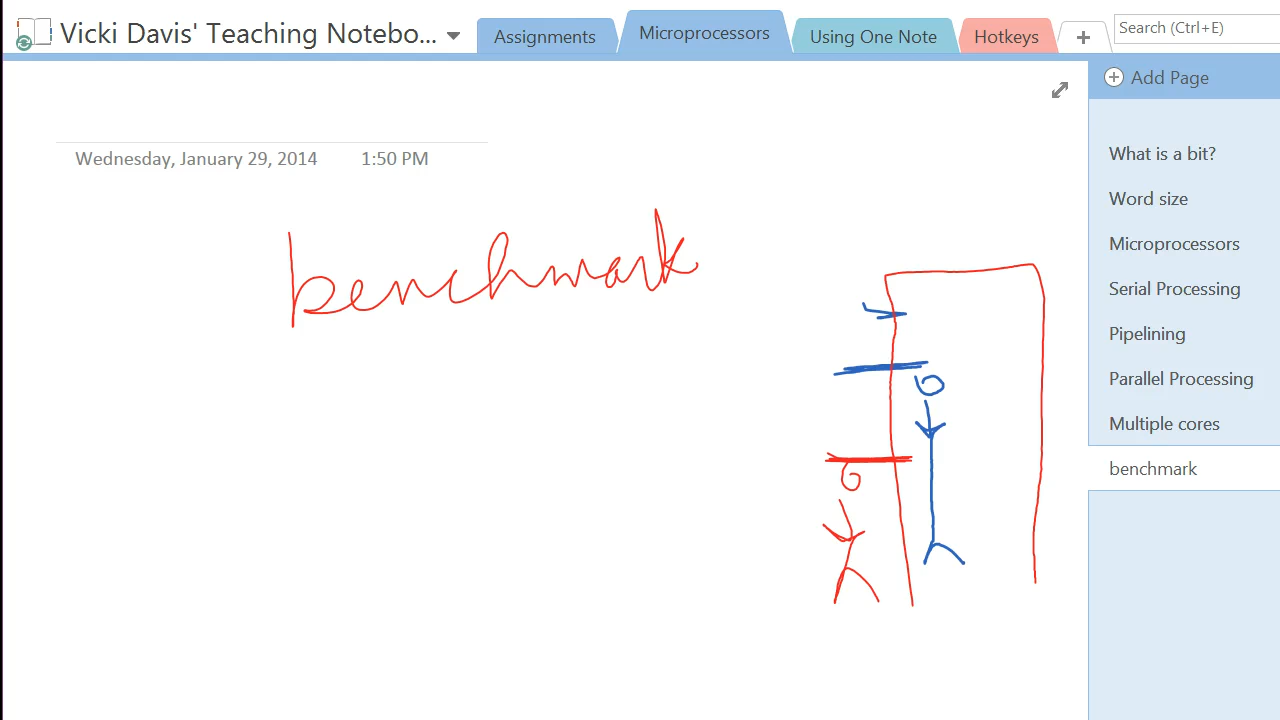 Vicki Davis' Teaching Notebo...
Assignments
Microprocessors
Using One Note
Hotkeys
Search (Ctrl+E)
Add Page
Wednesday, January 29, 2014 1:50 PM
benchmark
What is a bit?
Word size
Microprocessors
Serial Processing
Pipelining
Parallel Processing
Multiple cores
benchmark